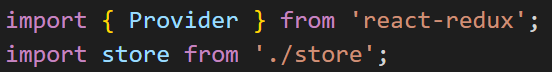 import { Provider } from 'react-redux';
import store from './store';